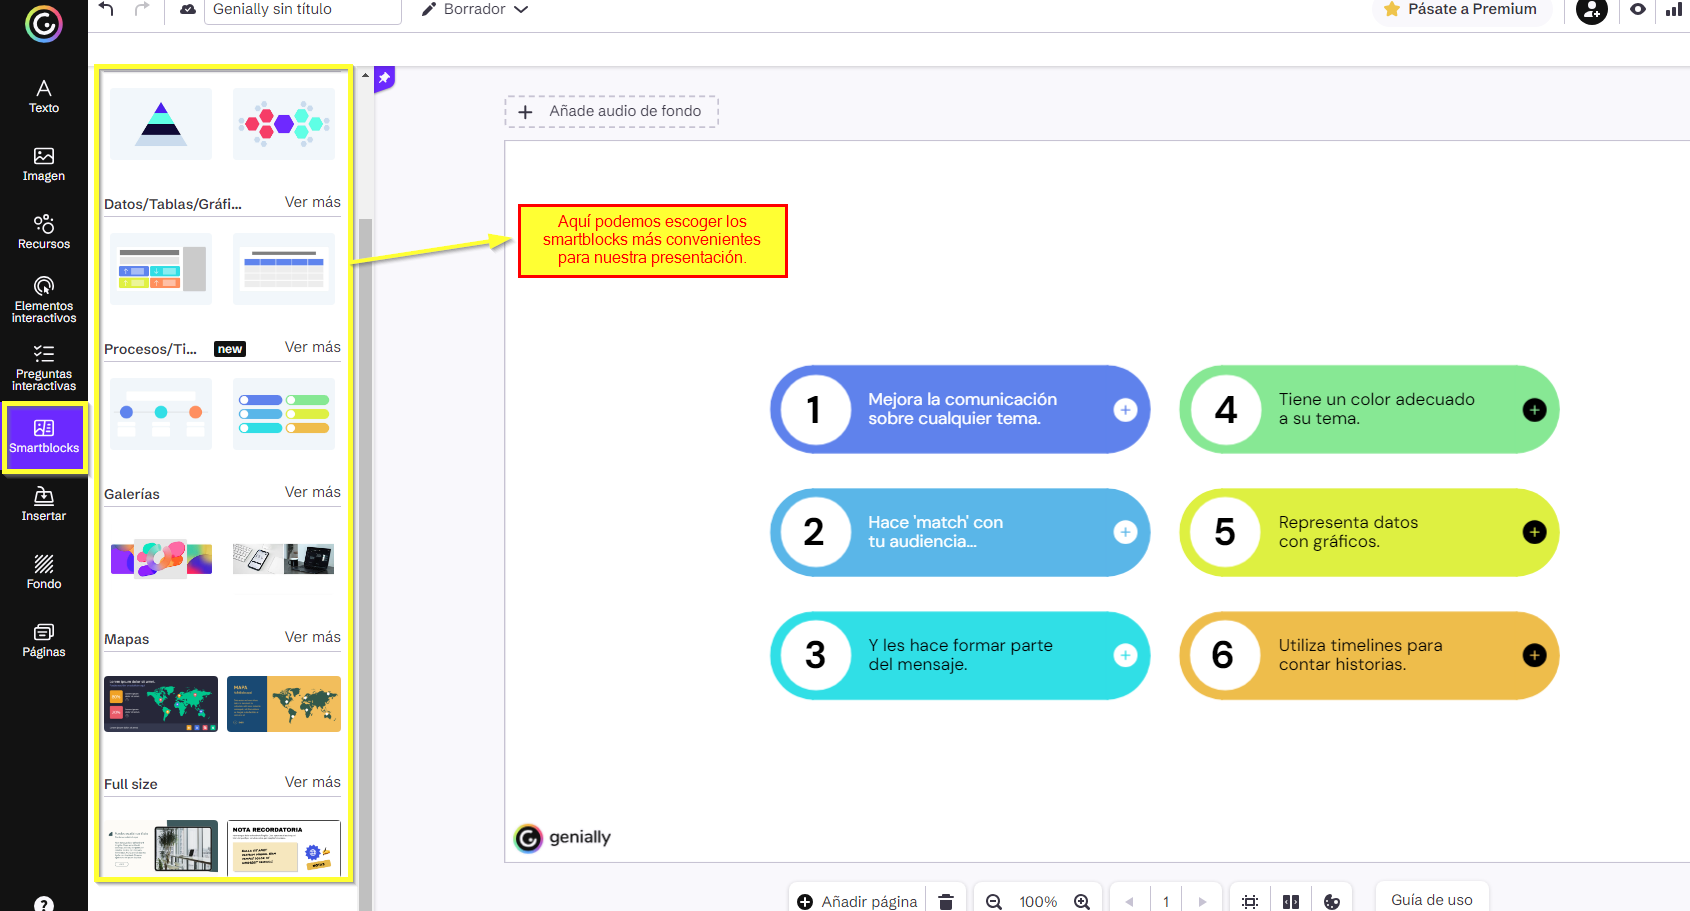 Genially sin título
Borrador
Pásate a Premium
Texto
Imagen
Recursos
Elementos
interactivos
Preguntas
interactivas
Smartblocks
Insertar
Fondo
Páginas
?
Datos/Tablas/Gráfi...
Ver más
Procesos/Ti...
new
Ver más
Galerías
Ver más
Mapas
Ver más
MAPA
Full size
Ver más
NOTA RECORDATORIA
Añade audio de fondo
Aquí podemos escoger los
smartblocks más convenientes
para nuestra presentación.
1
Mejora la comunicación
sobre cualquier tema.
2
Hace 'match' con
tu audiencia...
3
Y les hace formar parte
del mensaje.
4
Tiene un color adecuado
a su tema.
5
Representa datos
con gráficos.
6
Utiliza timelines para
contar historias.
genially
Añadir página
100%
1
Guía de uso